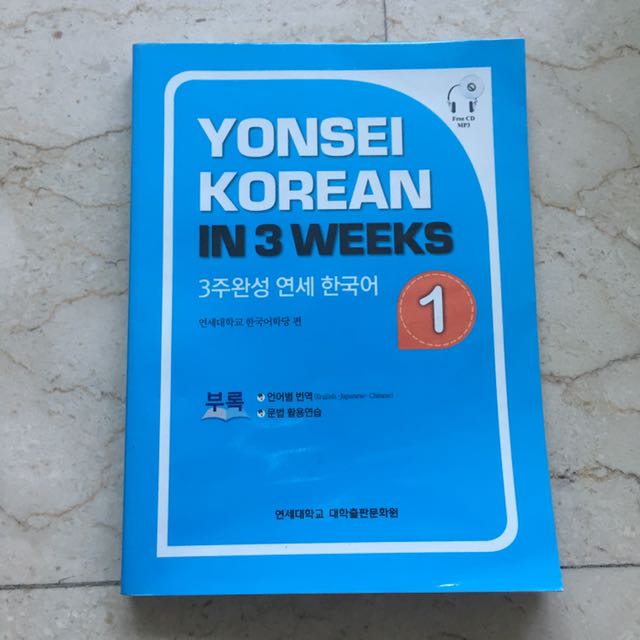 Free CD
MP3
YONSEI
KOREAN
IN 3 WEEKS
3주완성 연세 한국어
1
연세대학교 한국어학당 편
부록
언어별 번역 (English · Japanese · Chinese)
문법 활용연습
연세대학교 대학출판문화원